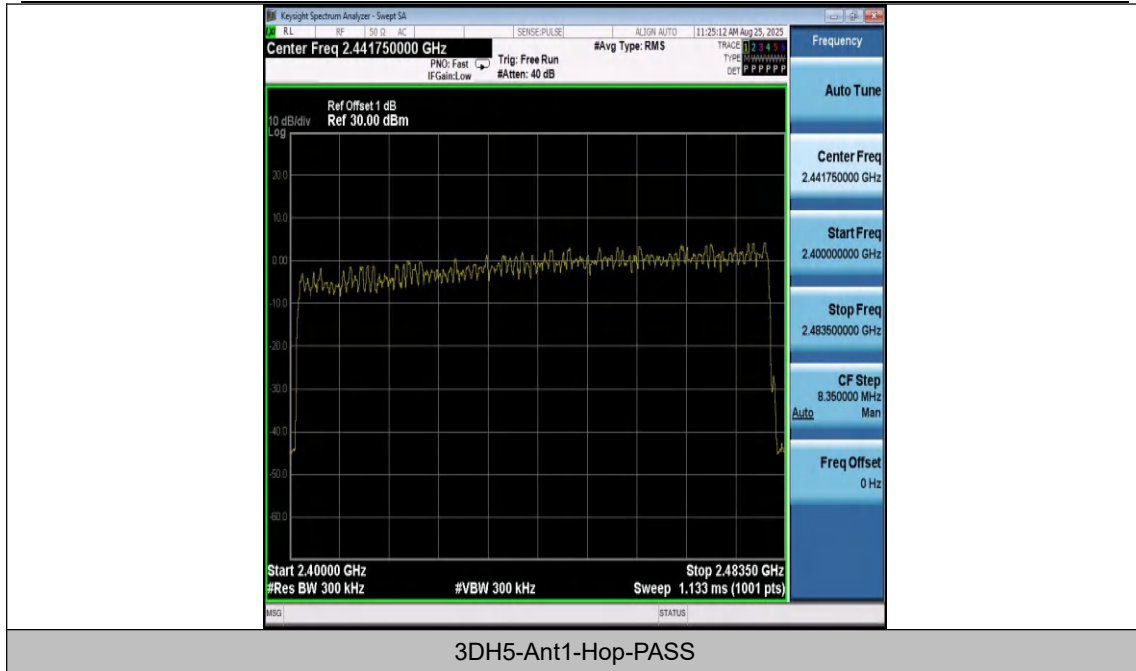 Keysight Spectrum Analyzer - Swept SA
RL RF 50 Ω AC SENSE:PULSE ALIGN AUTO 11:25:12 AM Aug 25, 2025
Center Freq 2.441750000 GHz #Avg Type: RMS TRACE 1 2 3 4 5 6
PNO: Fast Trig: Free Run TYPE M W W W W W
IFGain:Low #Atten: 40 dB DET P P P P P P
Ref Offset 1 dB
10 dB/div Ref 30.00 dBm
Log
20.0
10.0
0.00
-10.0
-20.0
-30.0
-40.0
-50.0
-60.0
Start 2.40000 GHz Stop 2.48350 GHz
#Res BW 300 kHz #VBW 300 kHz Sweep 1.133 ms (1001 pts)
MSG STATUS
Frequency
Auto Tune
Center Freq
2.441750000 GHz
Start Freq
2.400000000 GHz
Stop Freq
2.483500000 GHz
CF Step
8.350000 MHz
Auto Man
Freq Offset
0 Hz
3DH5-Ant1-Hop-PASS